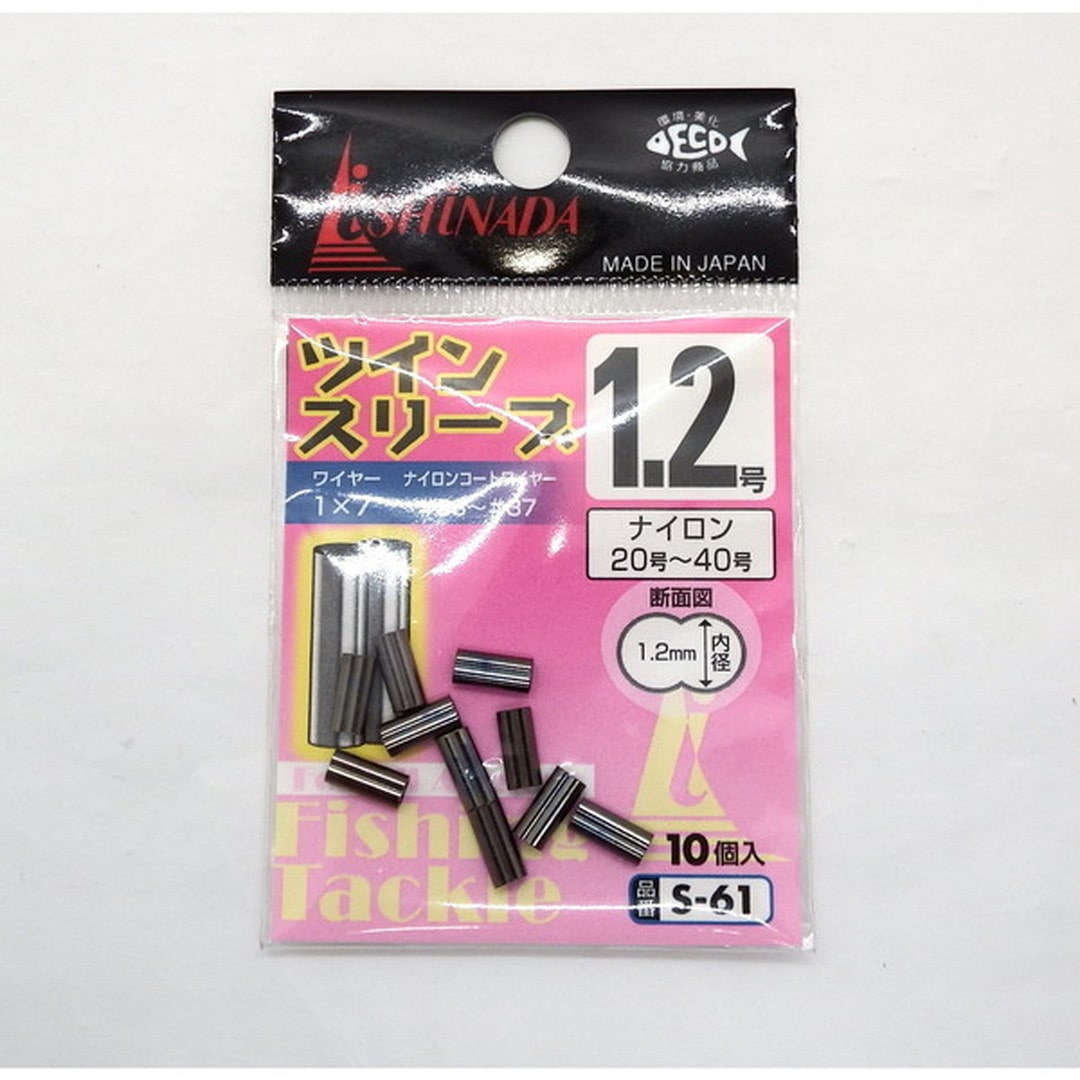 環境・美化
ECO
協力商品
ISHINADA
MADE IN JAPAN
ツイン
スリーブ
1.2号
ワイヤー ナイロンコートワイヤー
1×7
ナイロン
20号〜40号
断面図
1.2mm 内径
Fishing
Tackle
10個入
品番 S-61